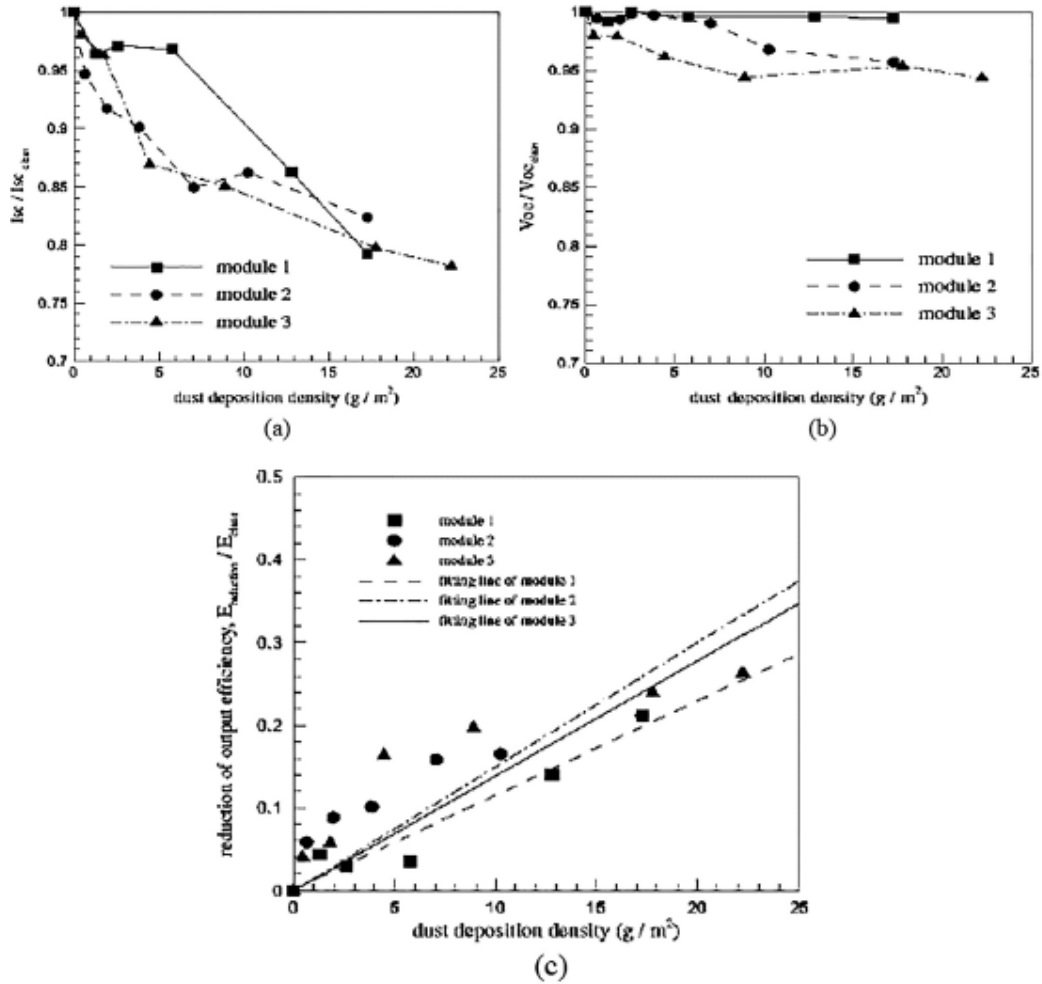 1
0.95
0.9
0.85
0.8
0.75
0.7
Isc / Isc clean
module 1
module 2
module 3
0 5 10 15 20 25
dust deposition density (g / m²)
(a)
1
0.95
0.9
0.85
0.8
0.75
0.7
Voc / Voc clean
module 1
module 2
module 3
0 5 10 15 20 25
dust deposition density (g / m²)
(b)
0.5
0.4
0.3
0.2
0.1
0
reduction of output efficiency, E reduction / E clean
module 1
module 2
module 3
fitting line of module 1
fitting line of module 2
fitting line of module 3
0 5 10 15 20 25
dust deposition density (g / m²)
(c)